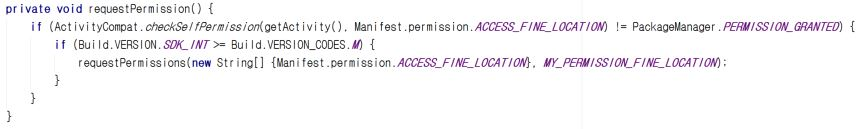 private void requestPermission() {
if (ActivityCompat.checkSelfPermission(getActivity(), Manifest.permission.ACCESS_FINE_LOCATION) != PackageManager.PERMISSION_GRANTED) {
if (Build.VERSION.SDK_INT >= Build.VERSION_CODES.M) {
requestPermissions(new String[] {Manifest.permission.ACCESS_FINE_LOCATION}, MY_PERMISSION_FINE_LOCATION);
}
}
}